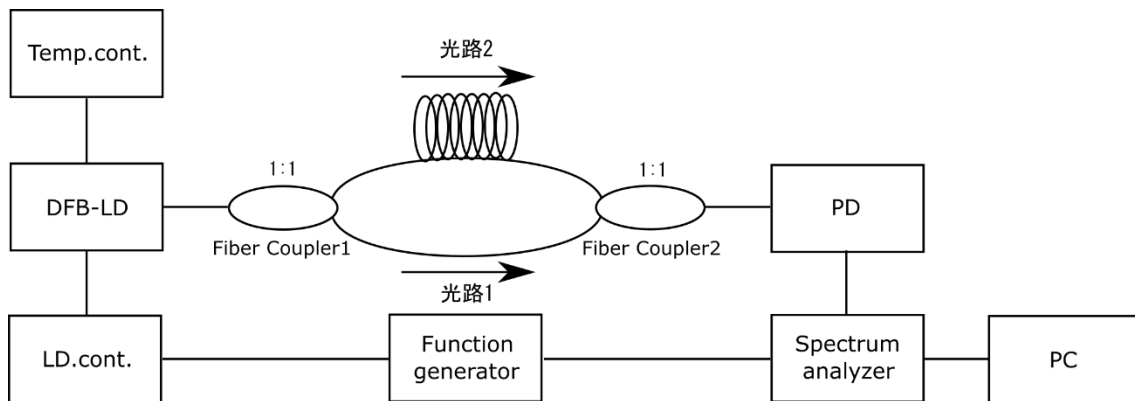 Temp.cont.
光路2
1:1
1:1
DFB-LD
PD
Fiber Coupler1
Fiber Coupler2
光路1
LD.cont.
Function
generator
Spectrum
analyzer
PC